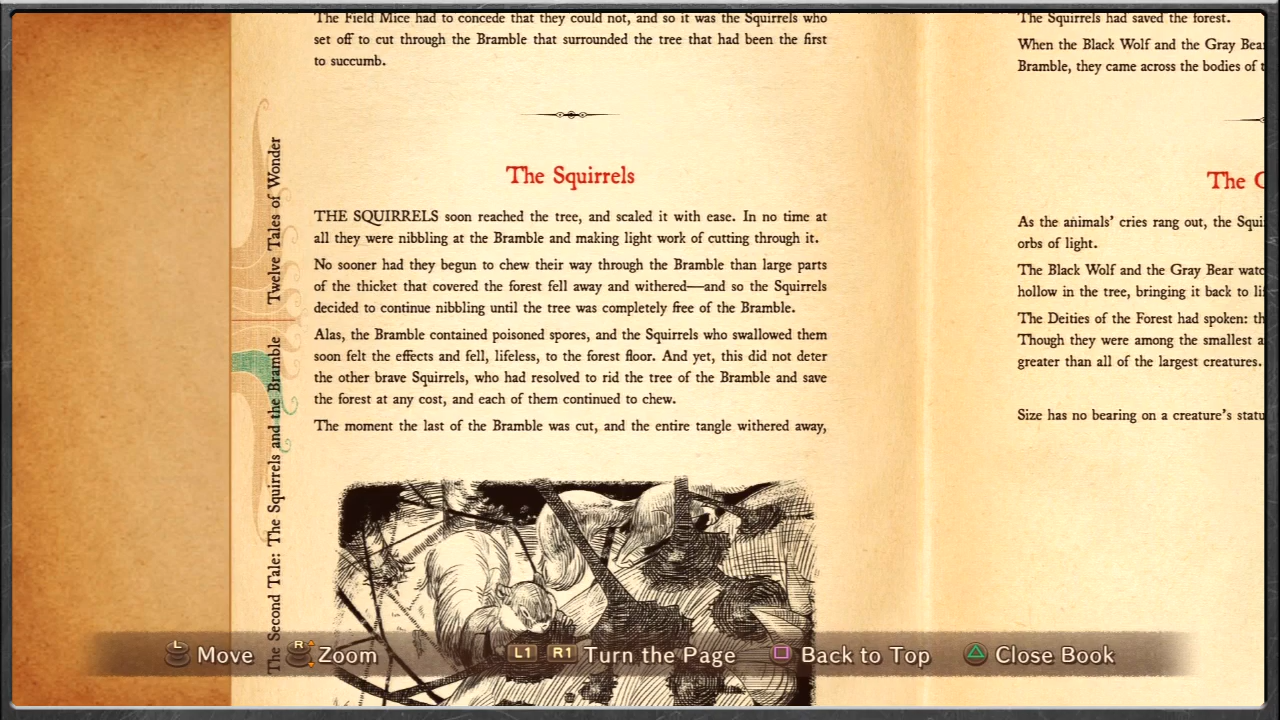 The Field Mice had to concede that they could not, and so it was the Squirrels who
set off to cut through the Bramble that surrounded the tree that had been the first
to succumb.
The Squirrels
THE SQUIRRELS soon reached the tree, and scaled it with ease. In no time at
all they were nibbling at the Bramble and making light work of cutting through it.
No sooner had they begun to chew their way through the Bramble than large parts
of the thicket that covered the forest fell away and withered—and so the Squirrels
decided to continue nibbling until the tree was completely free of the Bramble.
Alas, the Bramble contained poisoned spores, and the Squirrels who swallowed them
soon felt the effects and fell, lifeless, to the forest floor. And yet, this did not deter
the other brave Squirrels, who had resolved to rid the tree of the Bramble and save
the forest at any cost, and each of them continued to chew.
The moment the last of the Bramble was cut, and the entire tangle withered away,
The Squirrels had saved the forest.
When the Black Wolf and the Gray
Bramble, they came across the bodies of
The
As the animals' cries rang out, the
orbs of light.
The Black Wolf and the Gray Bear
hollow in the tree, bringing it back to
The Deities of the Forest had spoken:
Though they were among the smallest
greater than all of the largest creatures.
Size has no bearing on a creature's
The Second Tale: The Squirrels and the Bramble Twelve Tales of Wonder
L Move R Zoom L1 R1 Turn the Page Back to Top Close Book